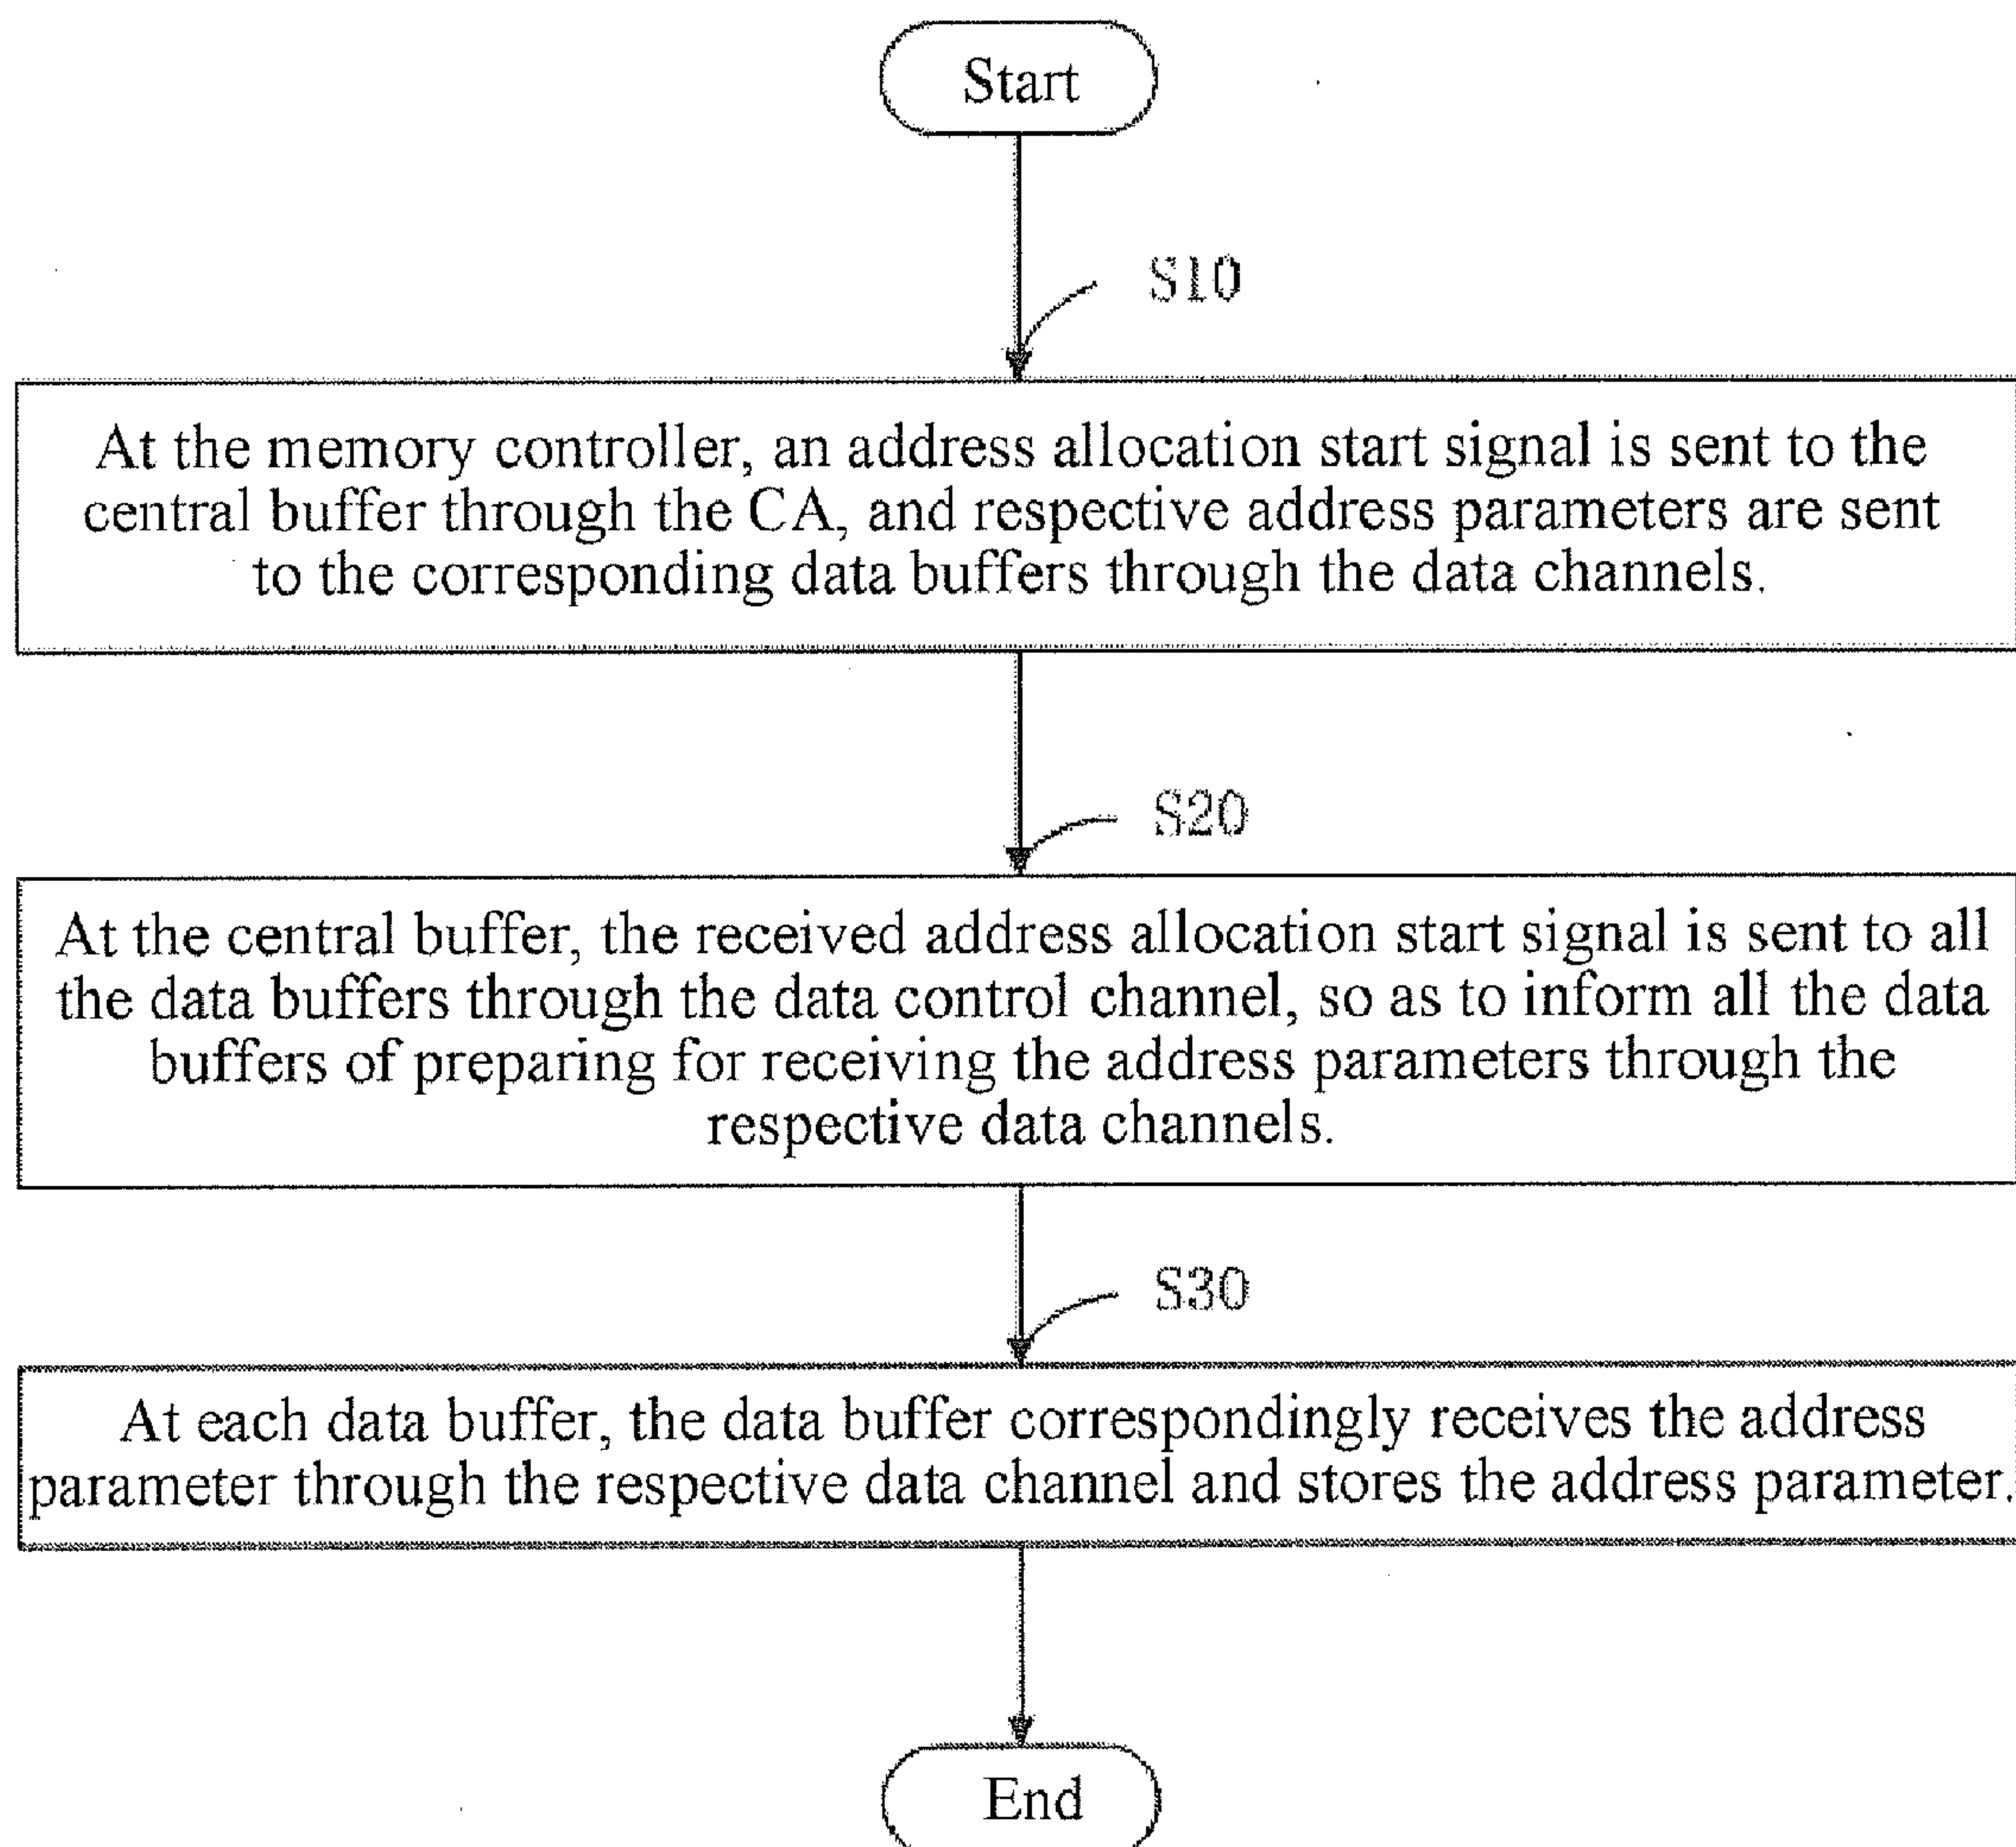 Start
S10
At the memory controller, an address allocation start signal is sent to the
central buffer through the CA, and respective address parameters are sent
to the corresponding data buffers through the data channels.
S20
At the central buffer, the received address allocation start signal is sent to all
the data buffers through the data control channel, so as to inform all the data
buffers of preparing for receiving the address parameters through the
respective data channels.
S30
At each data buffer, the data buffer correspondingly receives the address
parameter through the respective data channel and stores the address parameter.
End